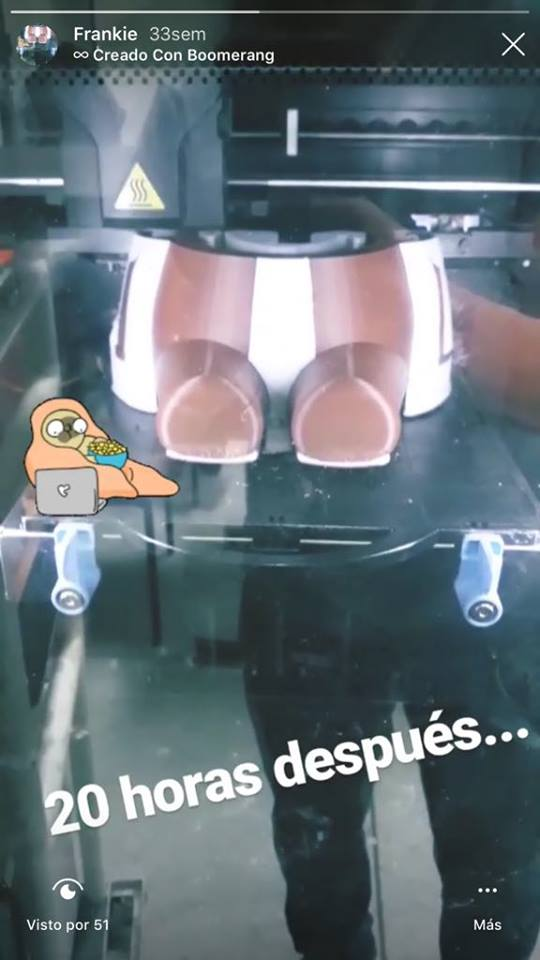 Frankie 33sem
∞ Creado Con Boomerang
20 horas después...
Visto por 51
Más